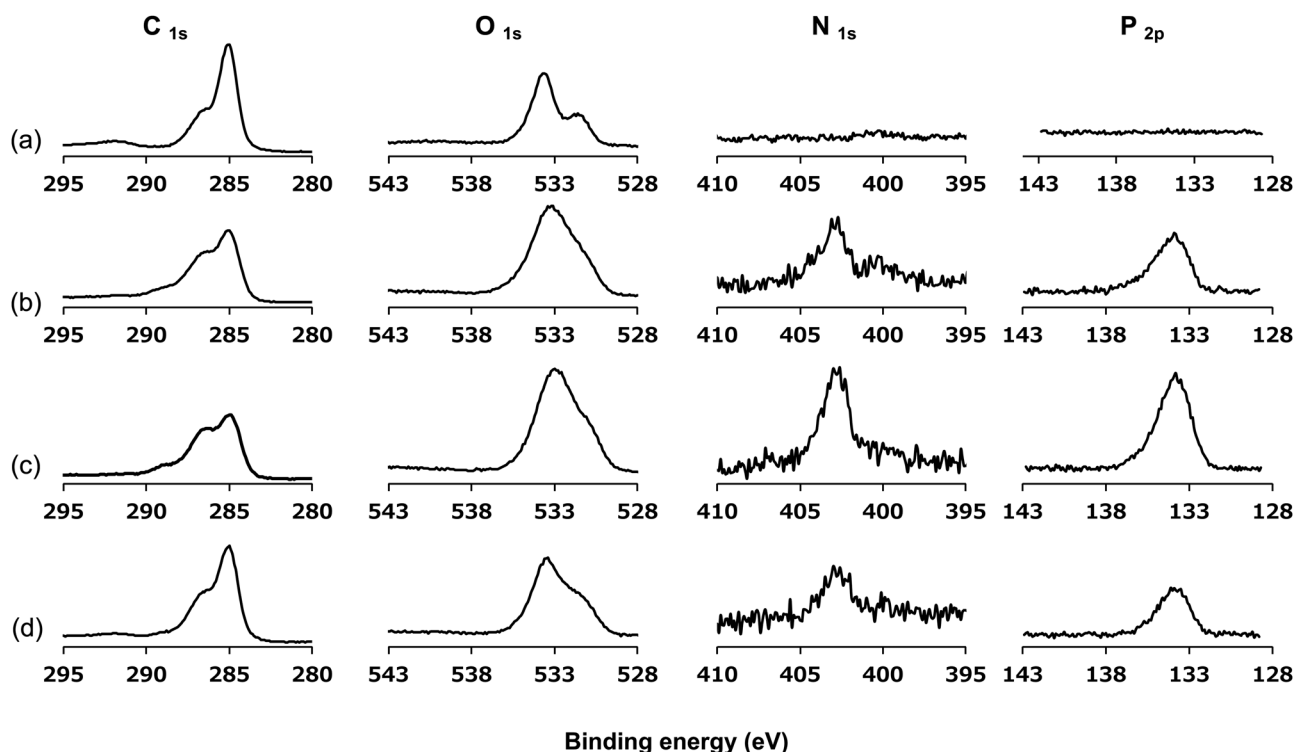 C 1s O 1s N 1s P 2p
(a)
295 290 285 280 543 538 533 528 410 405 400 395 143 138 133 128
(b)
295 290 285 280 543 538 533 528 410 405 400 395 143 138 133 128
(c)
295 290 285 280 543 538 533 528 410 405 400 395 143 138 133 128
(d)
295 290 285 280 543 538 533 528 410 405 400 395 143 138 133 128
Binding energy (eV)